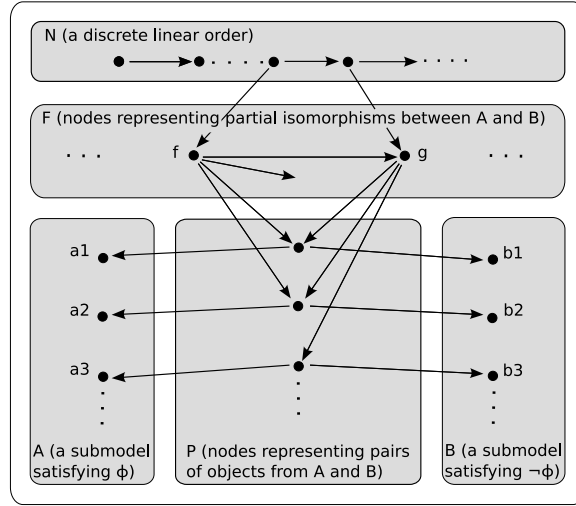 N (a discrete linear order)
F (nodes representing partial isomorphisms between A and B)
f
g
a1
b1
a2
b2
a3
b3
A (a submodel
satisfying ϕ)
P (nodes representing pairs
of objects from A and B)
B (a submodel
satisfying ¬ϕ)